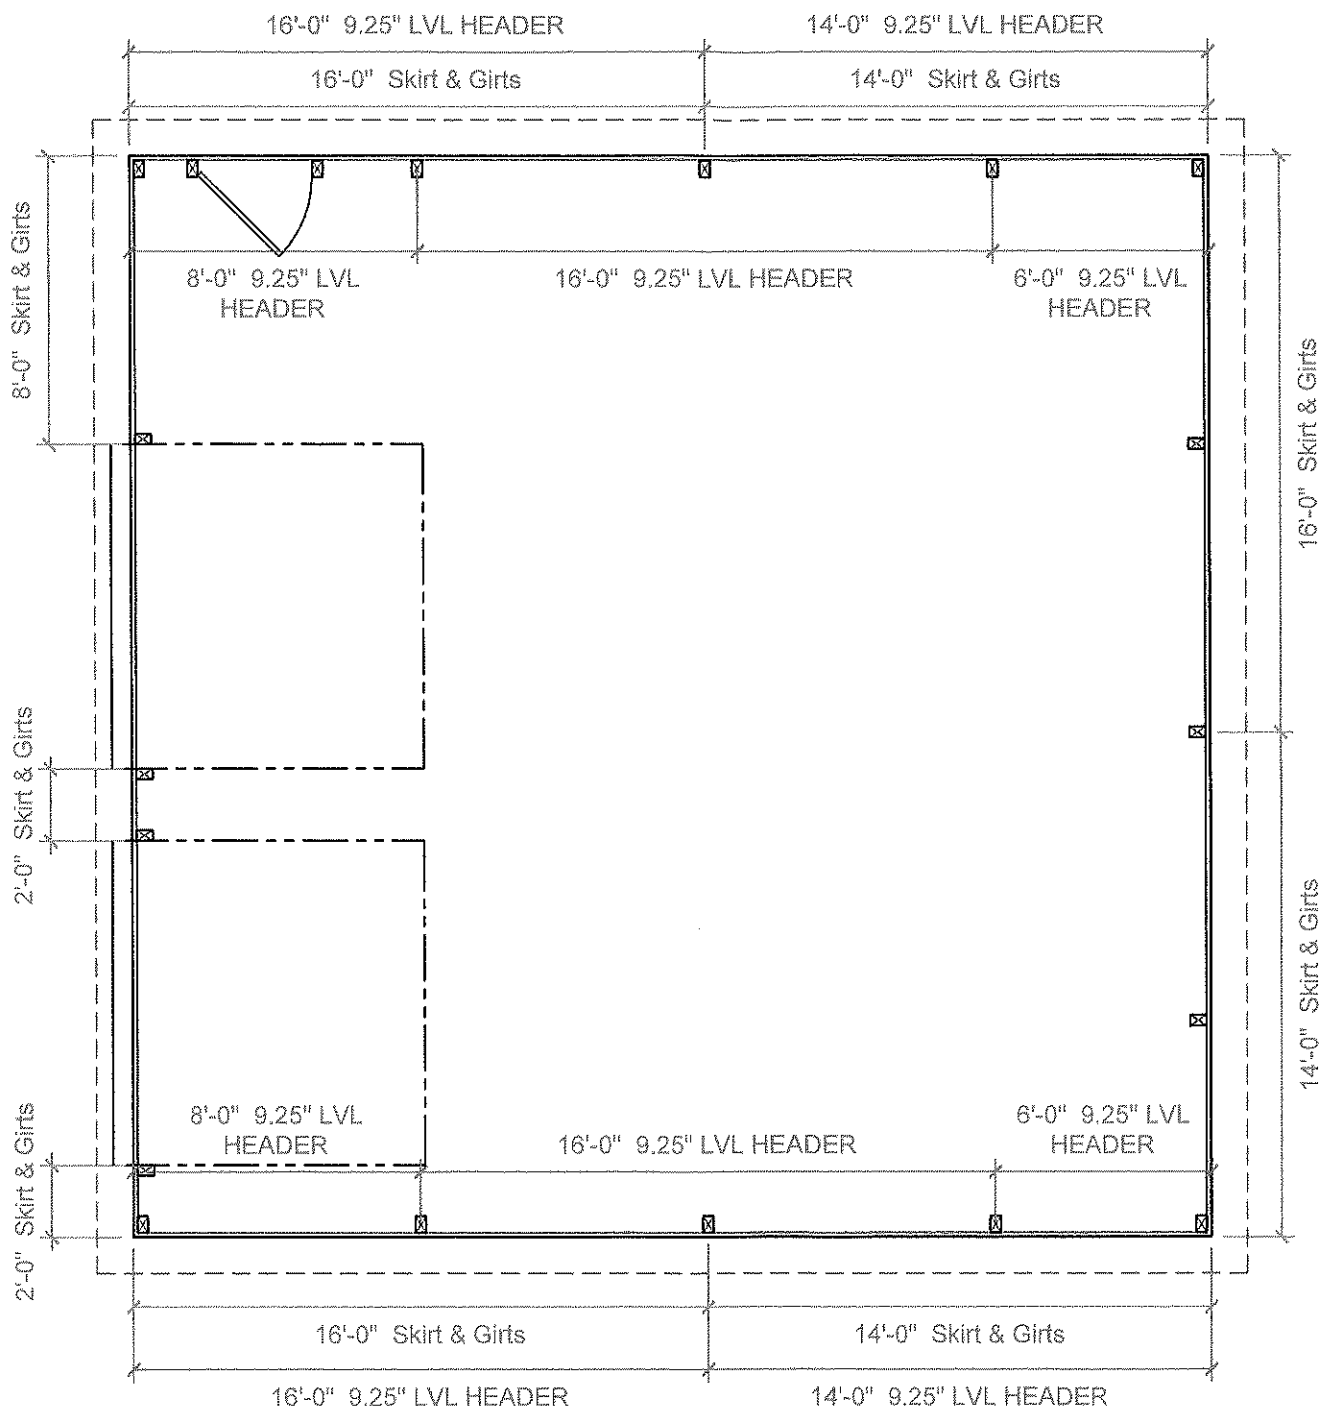 16'-0" 9.25" LVL HEADER
14'-0" 9.25" LVL HEADER
16'-0" Skirt & Girts
14'-0" Skirt & Girts
8'-0" Skirt & Girts
8'-0" 9.25" LVL
HEADER
16'-0" 9.25" LVL HEADER
6'-0" 9.25" LVL
HEADER
16'-0" Skirt & Girts
2'-0" Skirt & Girts
14'-0" Skirt & Girts
2'-0" Skirt & Girts
8'-0" 9.25" LVL
HEADER
16'-0" 9.25" LVL HEADER
6'-0" 9.25" LVL
HEADER
16'-0" Skirt & Girts
14'-0" Skirt & Girts
16'-0" 9.25" LVL HEADER
14'-0" 9.25" LVL HEADER